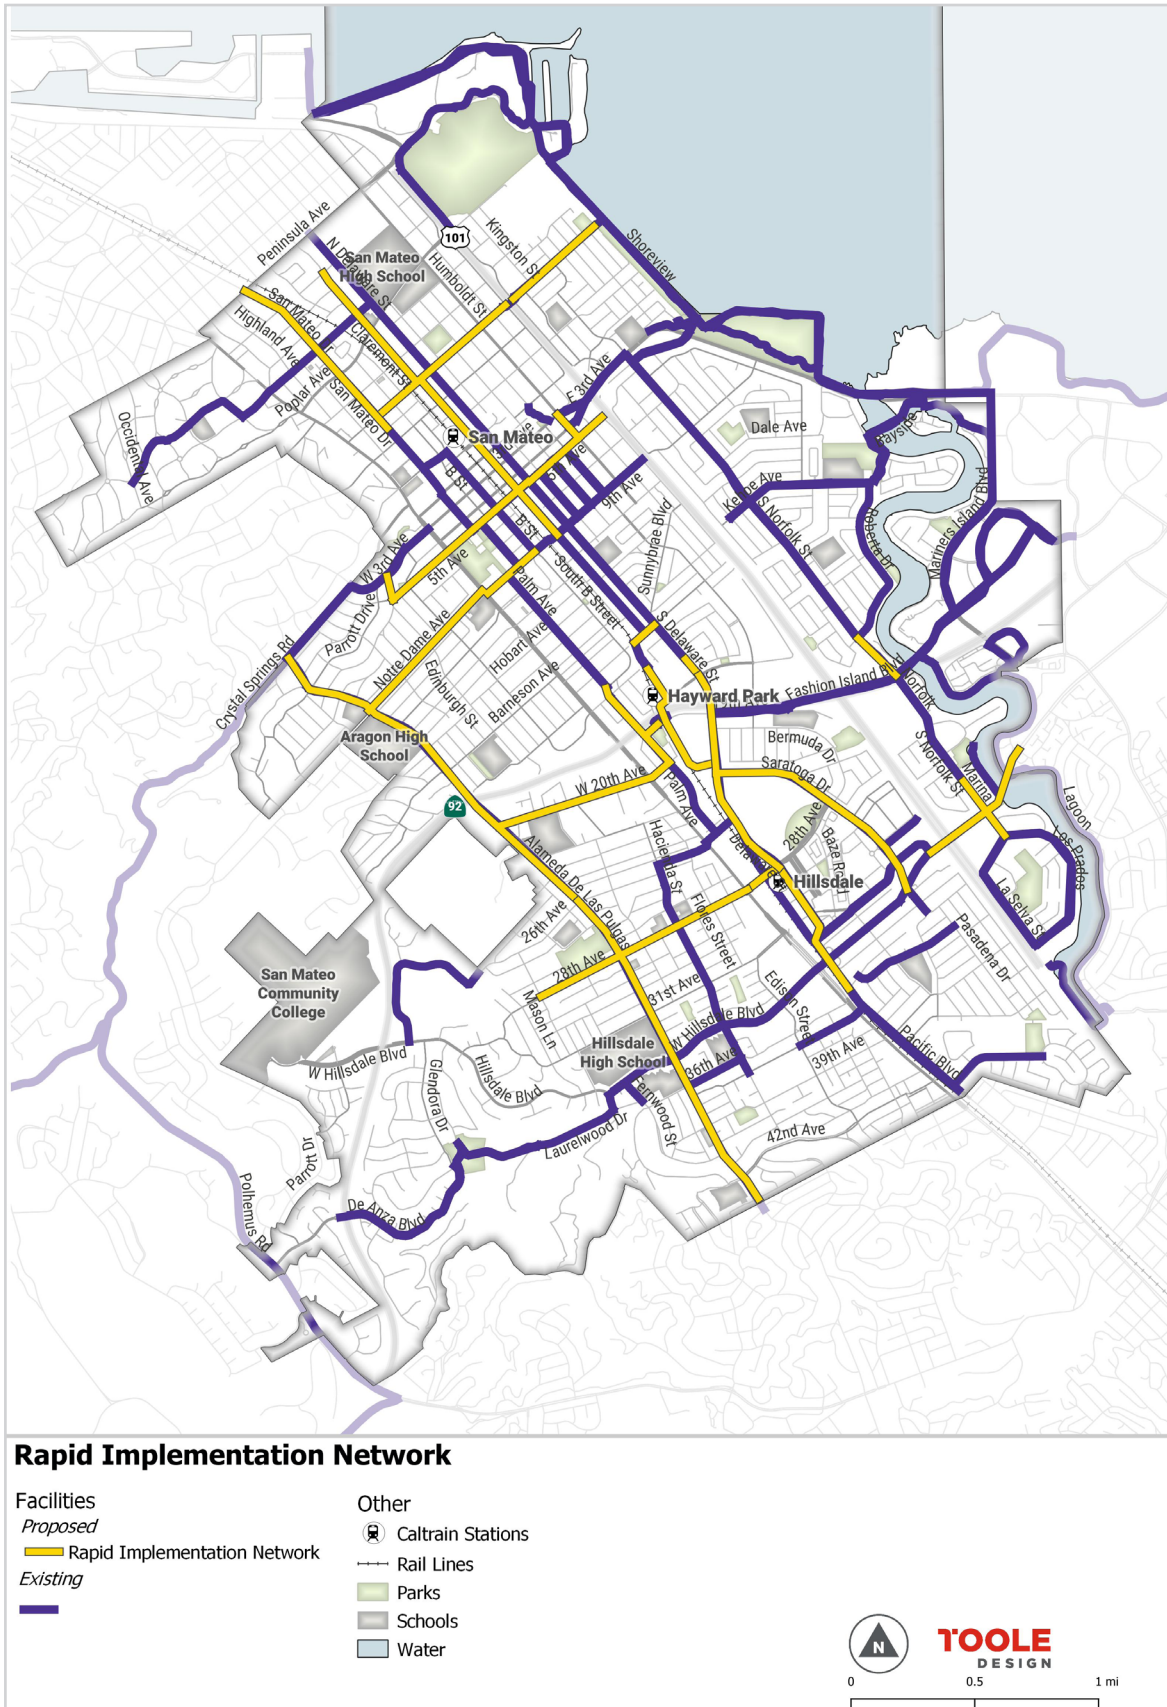 Peninsula Ave
101
Kingston St
Shoreview
N Delaware St
San Mateo
High School
Humboldt St
San Mateo Dr
Highland Ave
Claremont St
Poplar Ave
San Mateo Dr
E 3rd Ave
Occidental Ave
San Mateo
Dale Ave
Bayside
B St
9th Ave
Kehoe Ave
S Norfolk St
Roberta Dr
Mariners Island Blvd
W 3rd Ave
5th Ave
B St
Sunnybrae Blvd
South B Street
Palm Ave
Parrott Drive
Notre Dame Ave
Hobart Ave
S Delaware St
Crystal Springs Rd
Edinburgh St
Barneson Ave
Hayward Park
Fashion Island Blvd
Norfolk
Aragon High
School
Bermuda Dr
S Norfolk St
Marina
Lagoon
92
W 20th Ave
Saratoga Dr
Palm Ave
28th Ave
Los Prados
Alameda De Las Pulgas
Hacienda St
Hillsdale
La Selva St
26th Ave
Flores Street
Pasadena Dr
28th Ave
San Mateo
Community
College
Mason Ln
31st Ave
Edison Street
W Hillsdale Blvd
Hillsdale
High School
W Hillsdale Blvd
Hillsdale Blvd
36th Ave
39th Ave
Pacific Blvd
Glendora Dr
Fernwood St
Laurelwood Dr
42nd Ave
Parrott Dr
Polhemus Rd
De Anza Blvd
Rapid Implementation Network
Facilities
Proposed
Rapid Implementation Network
Existing
Other
Caltrain Stations
Rail Lines
Parks
Schools
Water
N
TOOLE
DESIGN
0 0.5 1 mi